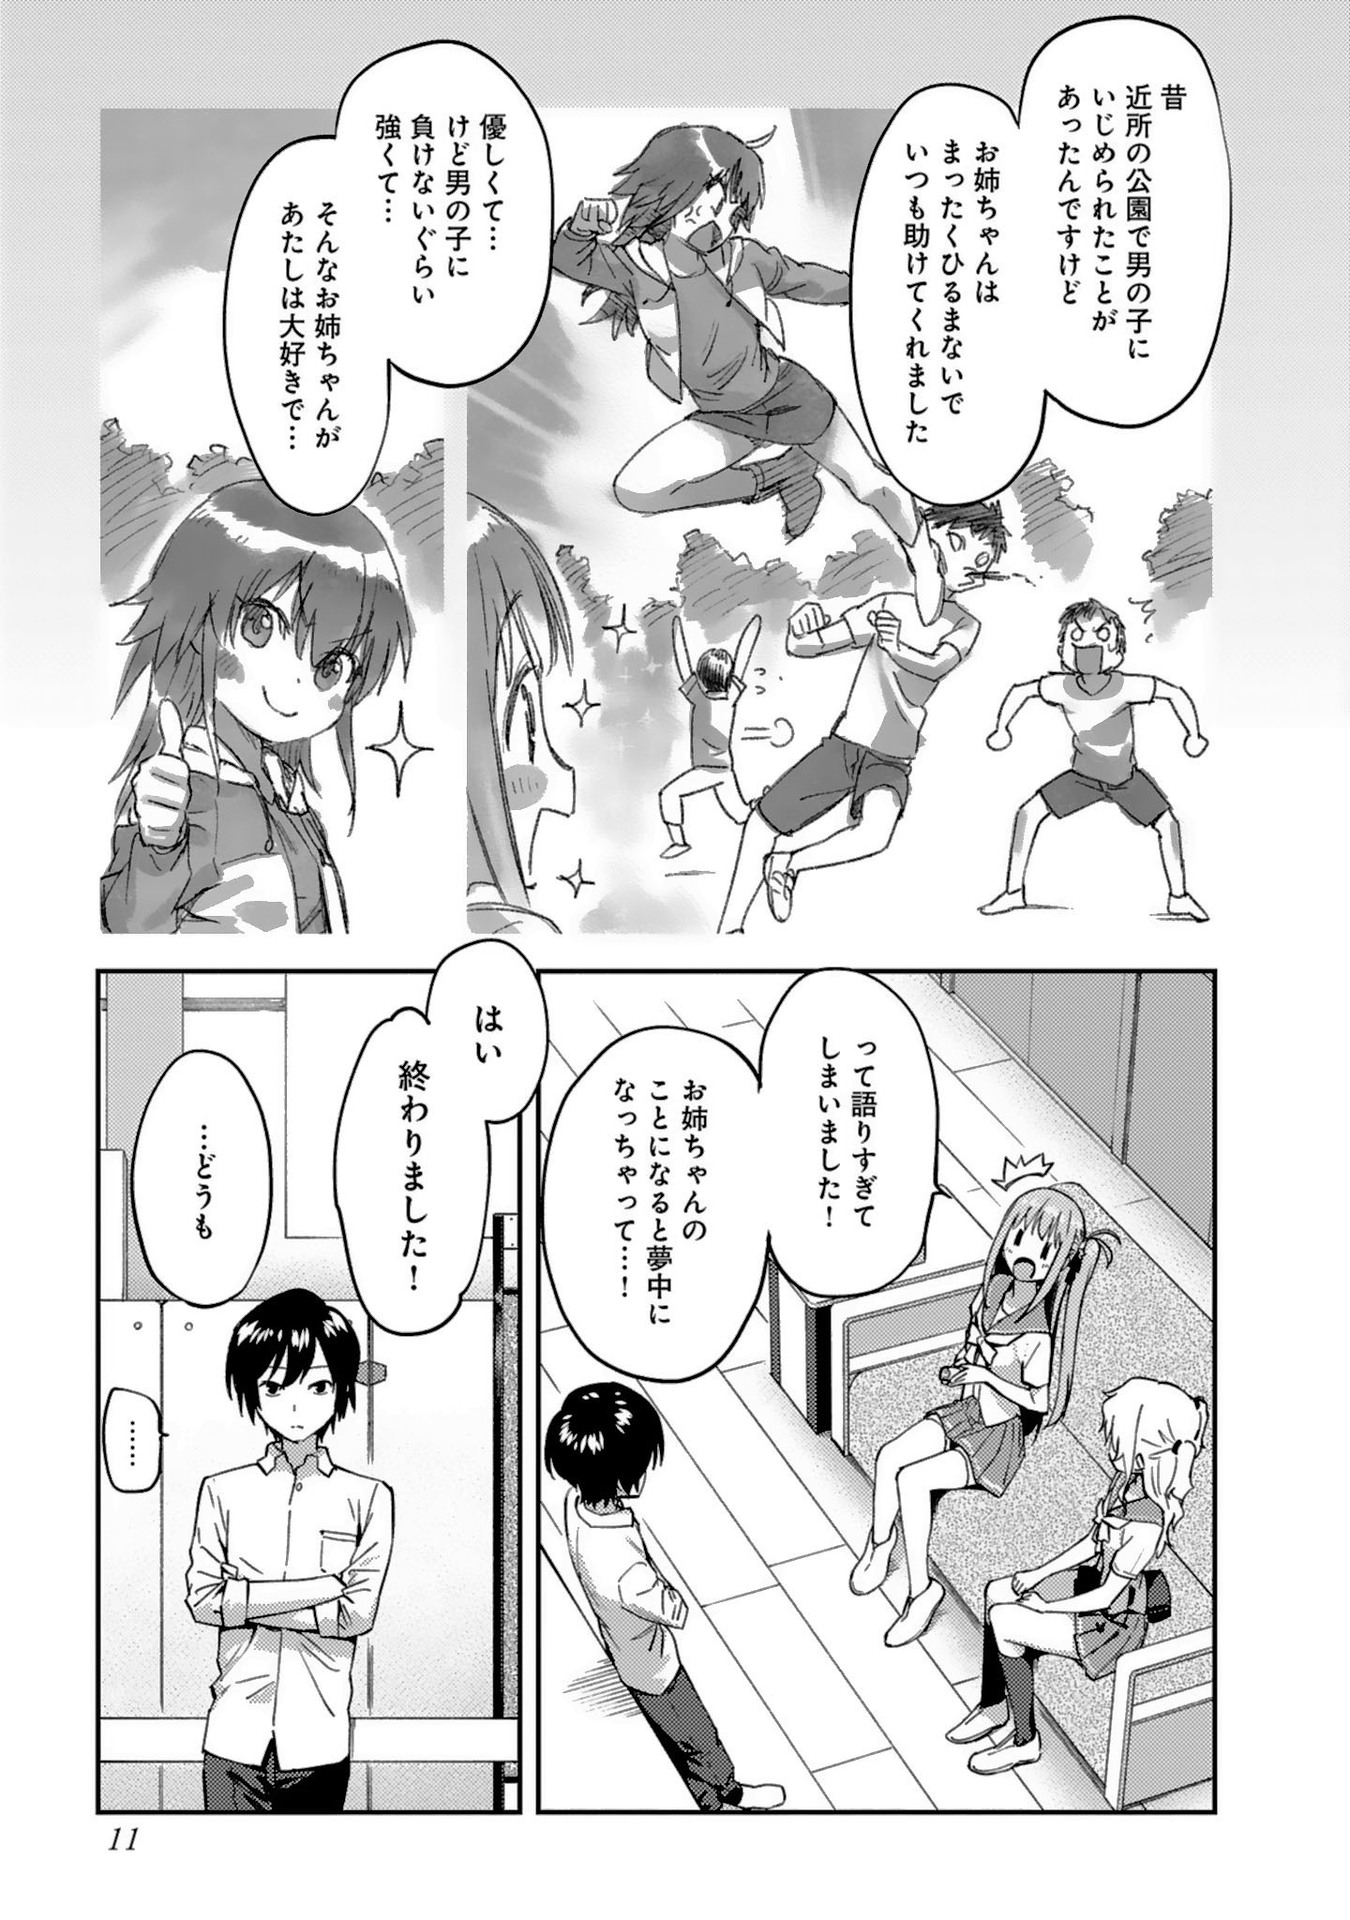 昔
近所の公園で男の子に
いじめられたことが
あったんですけど
お姉ちゃんは
まったくひるまないで
いつも助けてくれました
優しくて…
けど男の子に
負けないぐらい
強くて…
そんなお姉ちゃんが
あたしは大好きで…
って語りすぎて
しまいました!
お姉ちゃんの
ことになると夢中に
なっちゃって…!
はい
終わりました!
…どうも
……
11